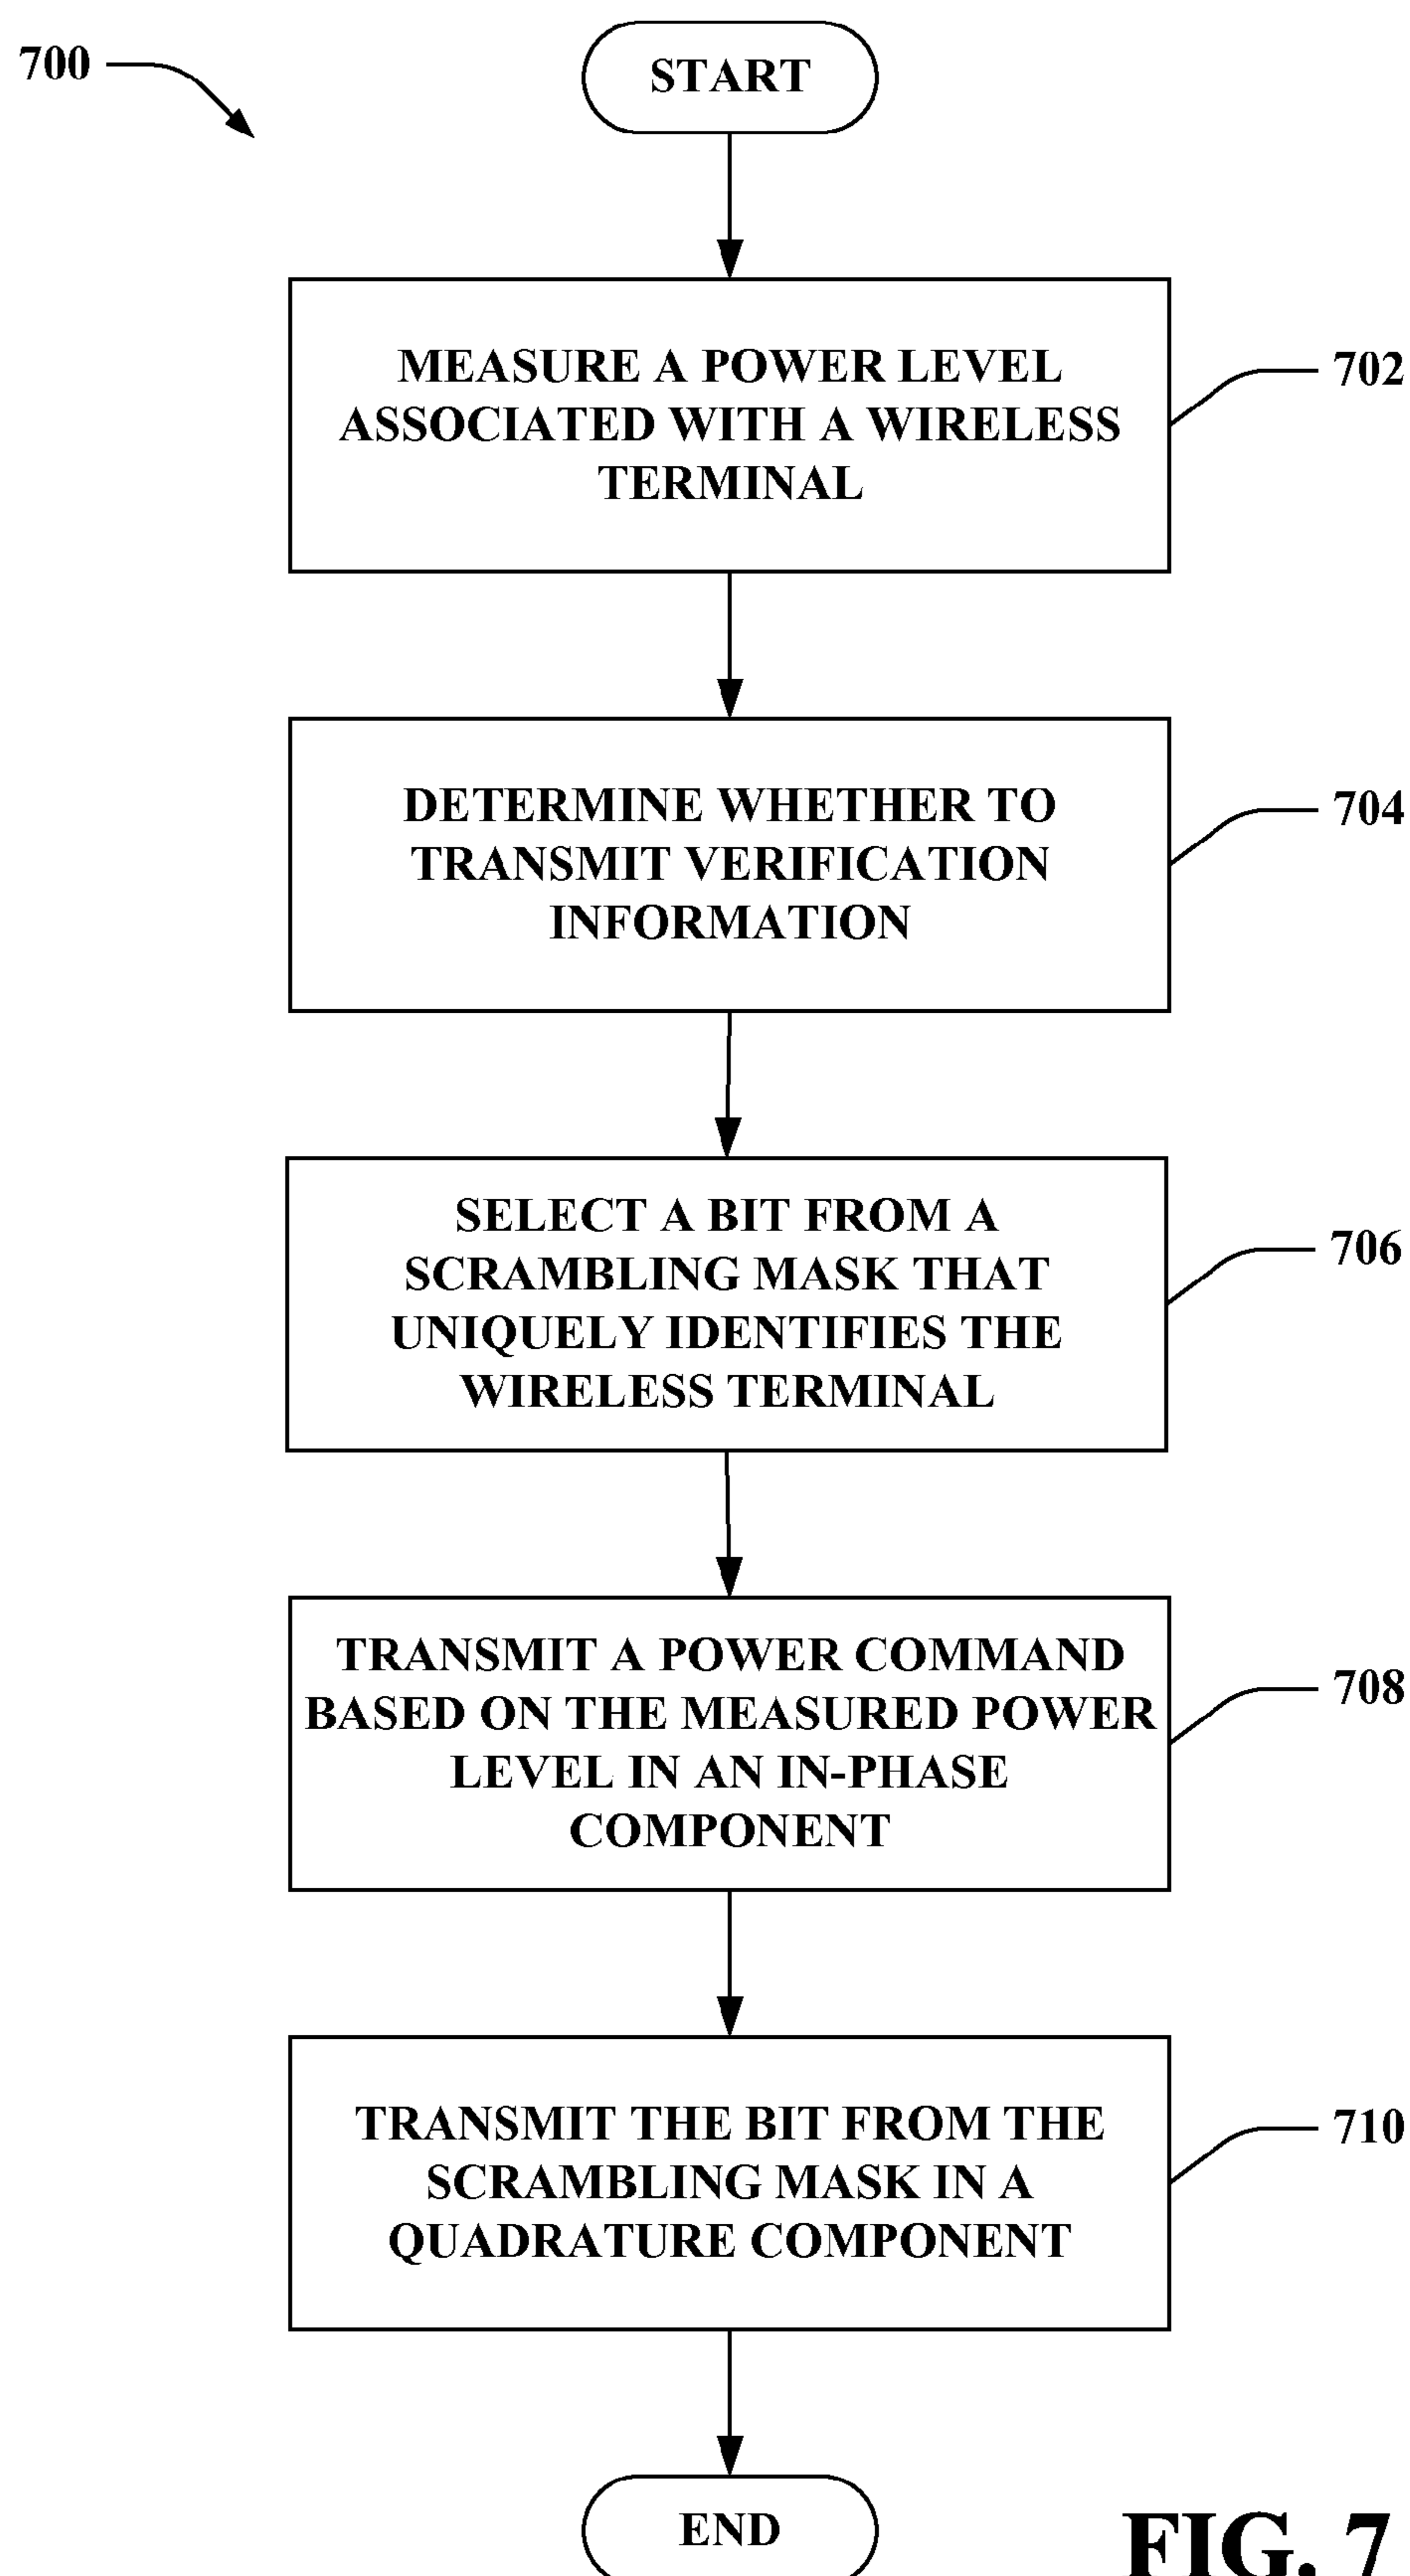 700
START
MEASURE A POWER LEVEL
ASSOCIATED WITH A WIRELESS
TERMINAL
702
DETERMINE WHETHER TO
TRANSMIT VERIFICATION
INFORMATION
704
SELECT A BIT FROM A
SCRAMBLING MASK THAT
UNIQUELY IDENTIFIES THE
WIRELESS TERMINAL
706
TRANSMIT A POWER COMMAND
BASED ON THE MEASURED POWER
LEVEL IN AN IN-PHASE
COMPONENT
708
TRANSMIT THE BIT FROM THE
SCRAMBLING MASK IN A
QUADRATURE COMPONENT
710
END
FIG. 7